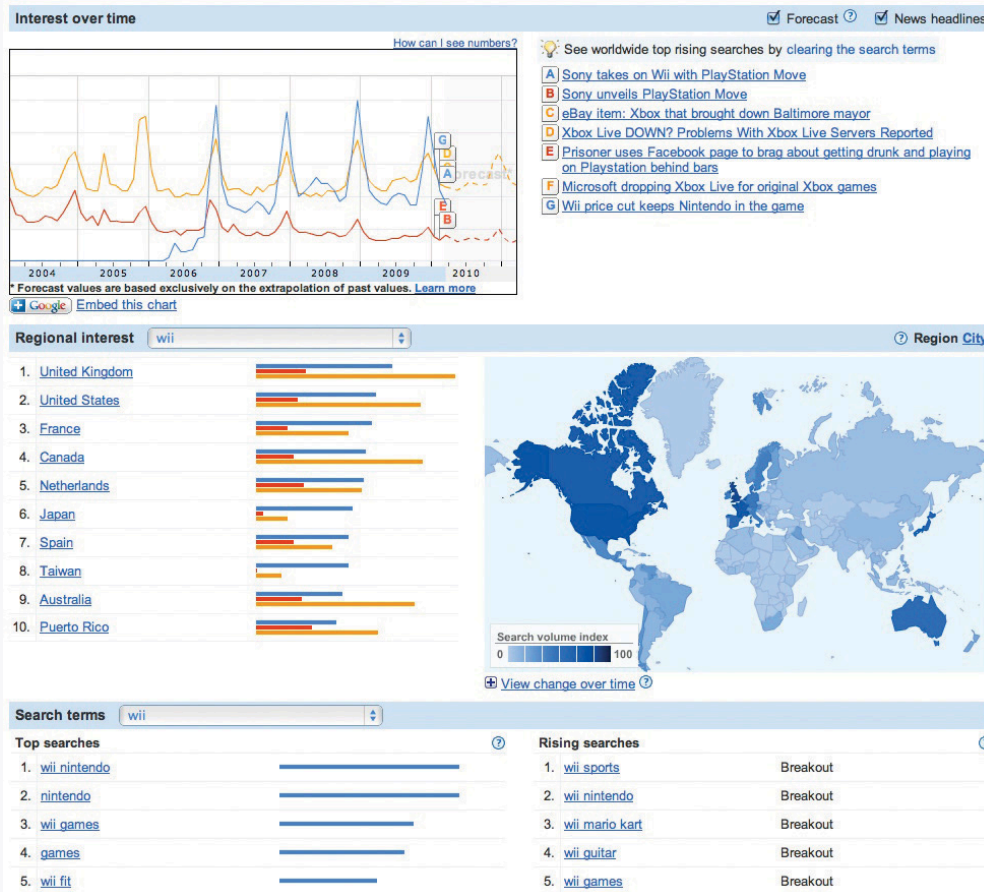 Interest over time
Forecast ?
News headlines
How can I see numbers?
See worldwide top rising searches by clearing the search terms
A Sony takes on Wii with PlayStation Move
B Sony unveils PlayStation Move
C eBay item: Xbox that brought down Baltimore mayor
D Xbox Live DOWN? Problems With Xbox Live Servers Reported
E Prisoner uses Facebook page to brag about getting drunk and playing
on Playstation behind bars
F Microsoft dropping Xbox Live for original Xbox games
G Wii price cut keeps Nintendo in the game
G
D
A
E
B
2004 2005 2006 2007 2008 2009 2010
* Forecast values are based exclusively on the extrapolation of past values. Learn more
+ Google Embed this chart
Regional interest wii
? Region City
1. United Kingdom
2. United States
3. France
4. Canada
5. Netherlands
6. Japan
7. Spain
8. Taiwan
9. Australia
10. Puerto Rico
Search volume index
0 100
View change over time ?
Search terms wii
Top searches ?
1. wii nintendo
2. nintendo
3. wii games
4. games
5. wii fit
Rising searches
1. wii sports Breakout
2. wii nintendo Breakout
3. wii mario kart Breakout
4. wii guitar Breakout
5. wii games Breakout